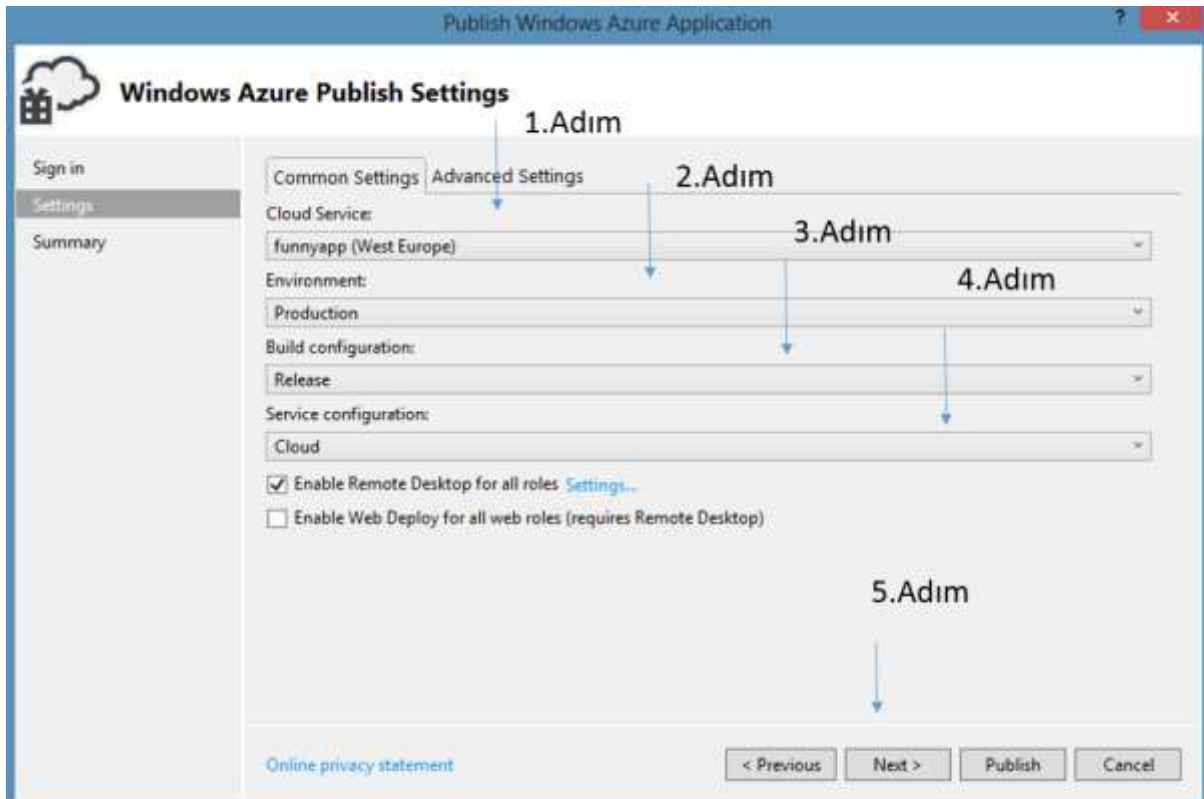 Publish Windows Azure Application
?
Windows Azure Publish Settings
1.Adım
Sign in
Settings
Summary
Common Settings
Advanced Settings
2.Adım
Cloud Service:
funnyapp (West Europe)
3.Adım
Environment:
4.Adım
Production
Build configuration:
Release
Service configuration:
Cloud
Enable Remote Desktop for all roles Settings...
Enable Web Deploy for all web roles (requires Remote Desktop)
5.Adım
Online privacy statement
< Previous
Next >
Publish
Cancel